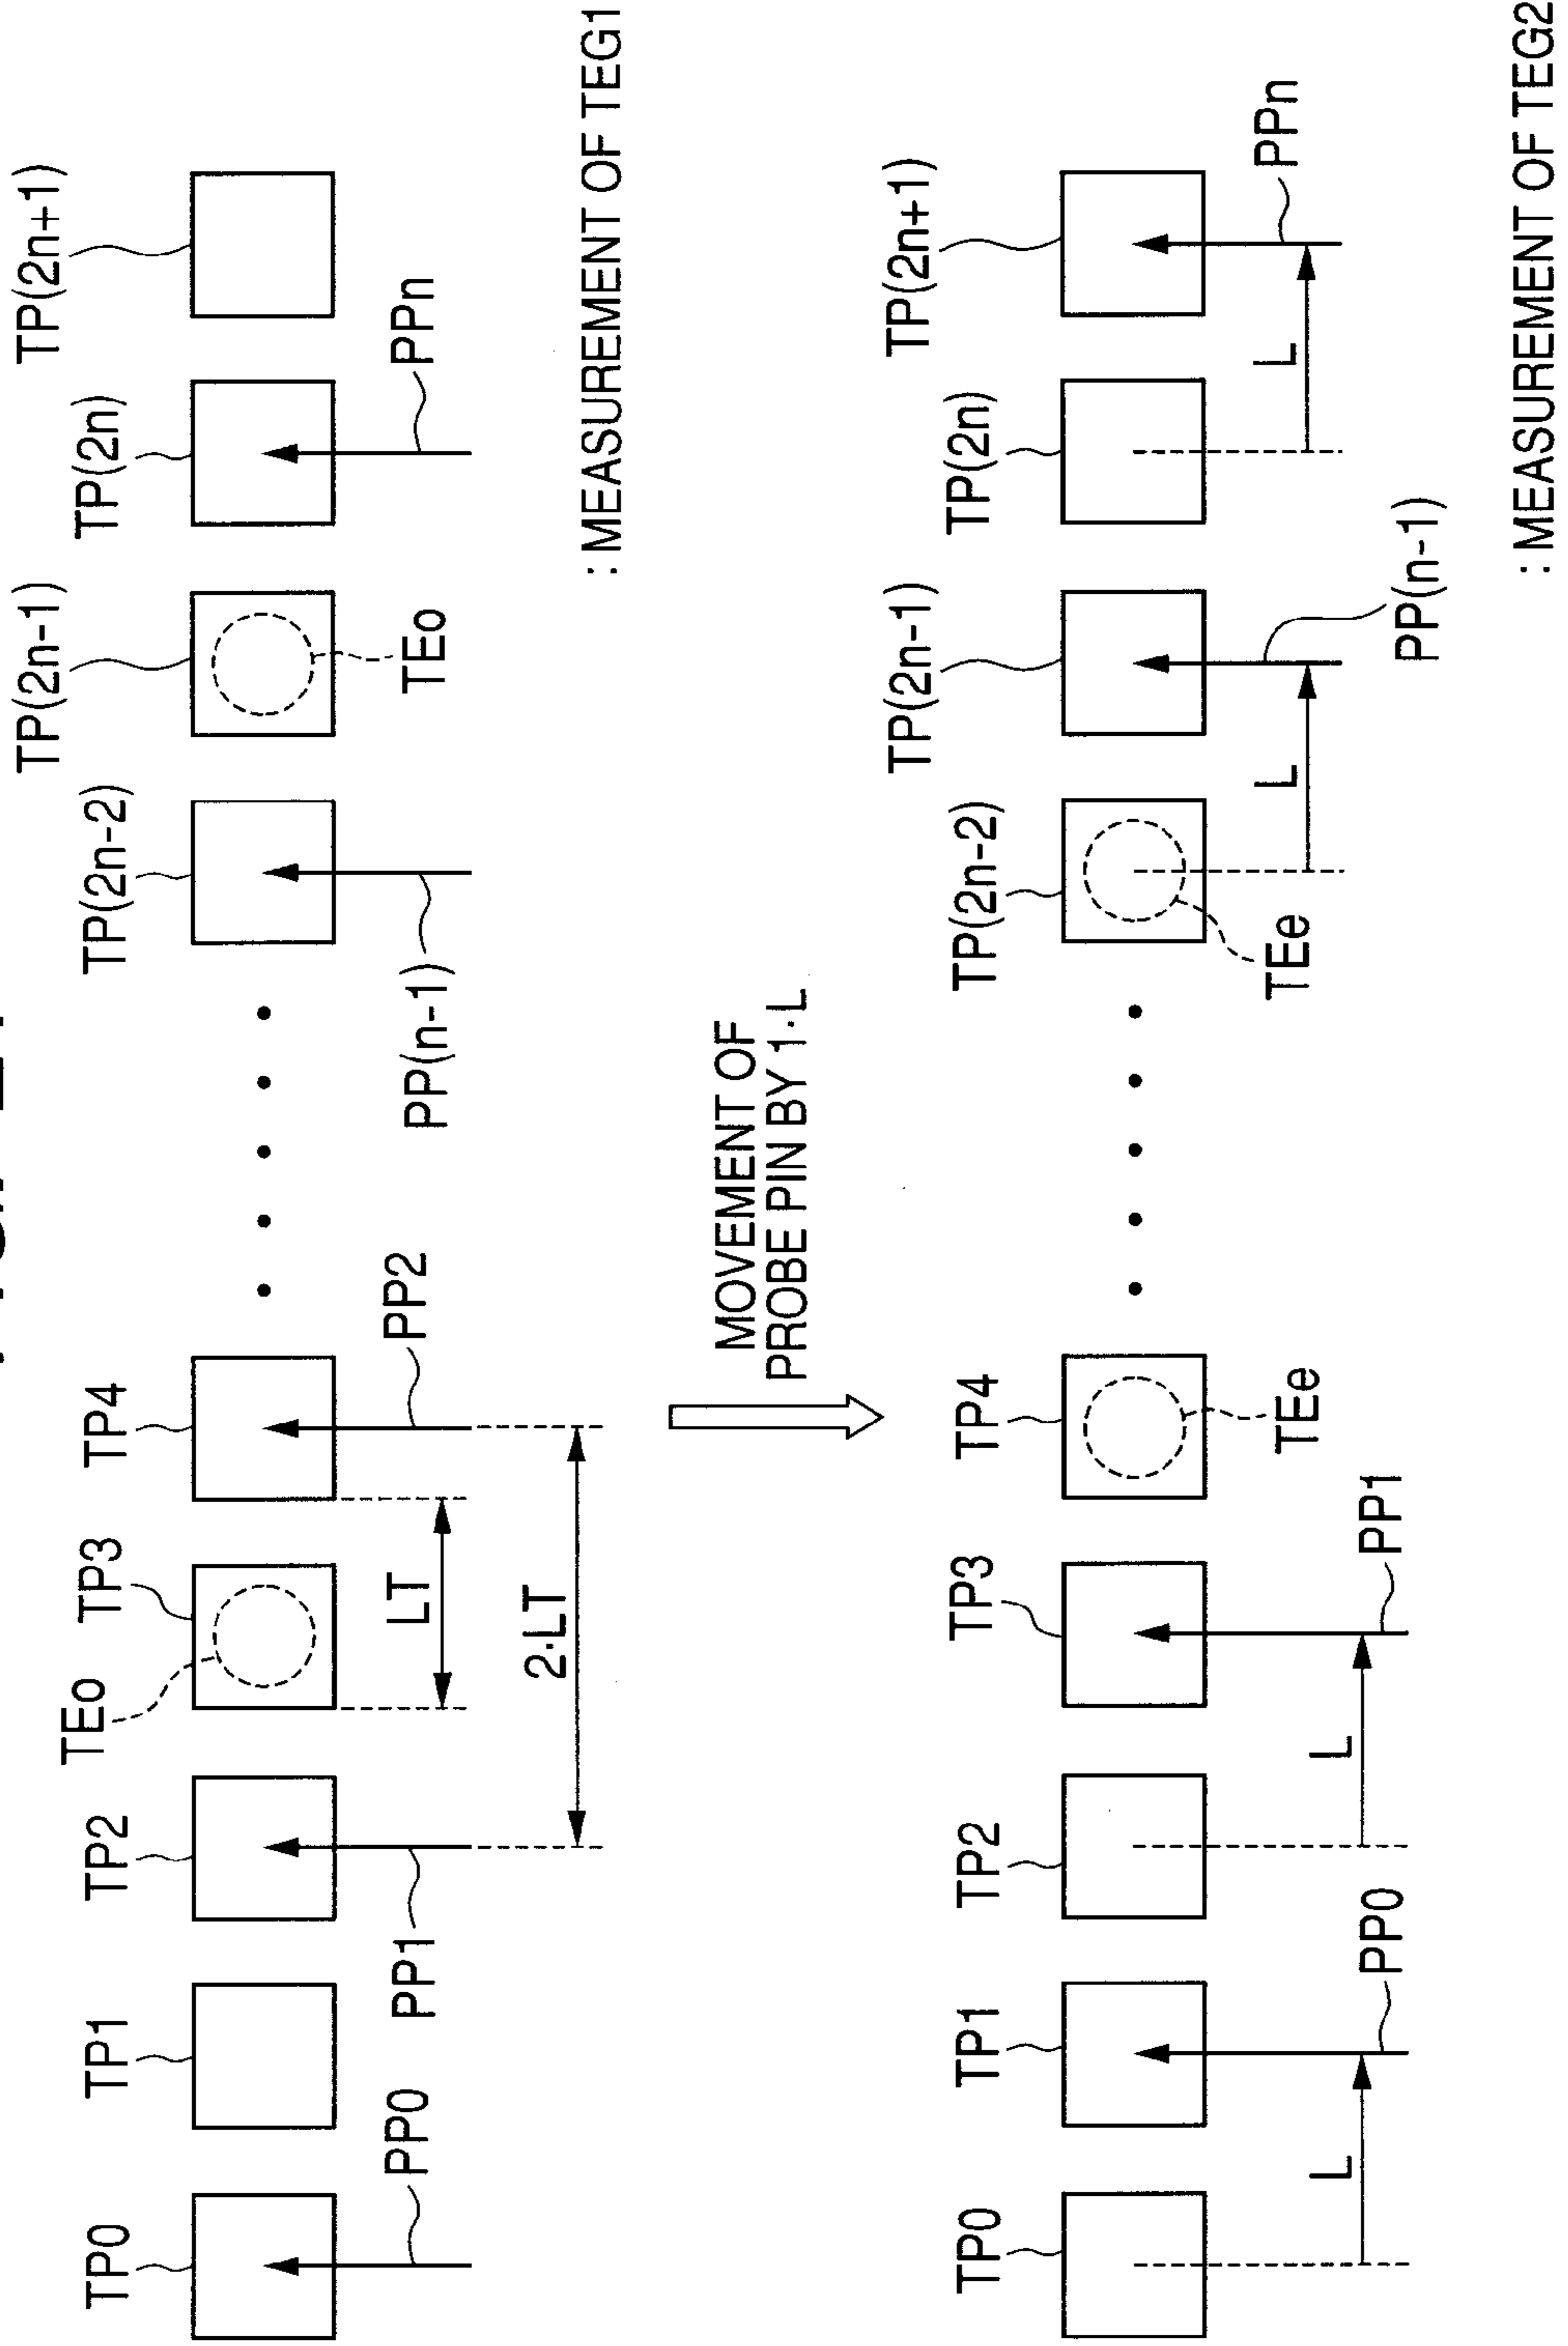 TP0
TP1
TP2
TEo
TP3
TP4
TP(2n-2)
TP(2n-1)
TP(2n)
TP(2n+1)
PP0
PP1
LT
2·LT
PP2
PP(n-1)
TEo
PPn
: MEASUREMENT OF TEG1
MOVEMENT OF
PROBE PIN BY 1·L
TP0
TP1
TP2
TP3
TP4
TP(2n-2)
TP(2n-1)
TP(2n)
TP(2n+1)
L
PP0
L
PP1
TEe
TEe
L
PP(n-1)
L
PPn
: MEASUREMENT OF TEG2